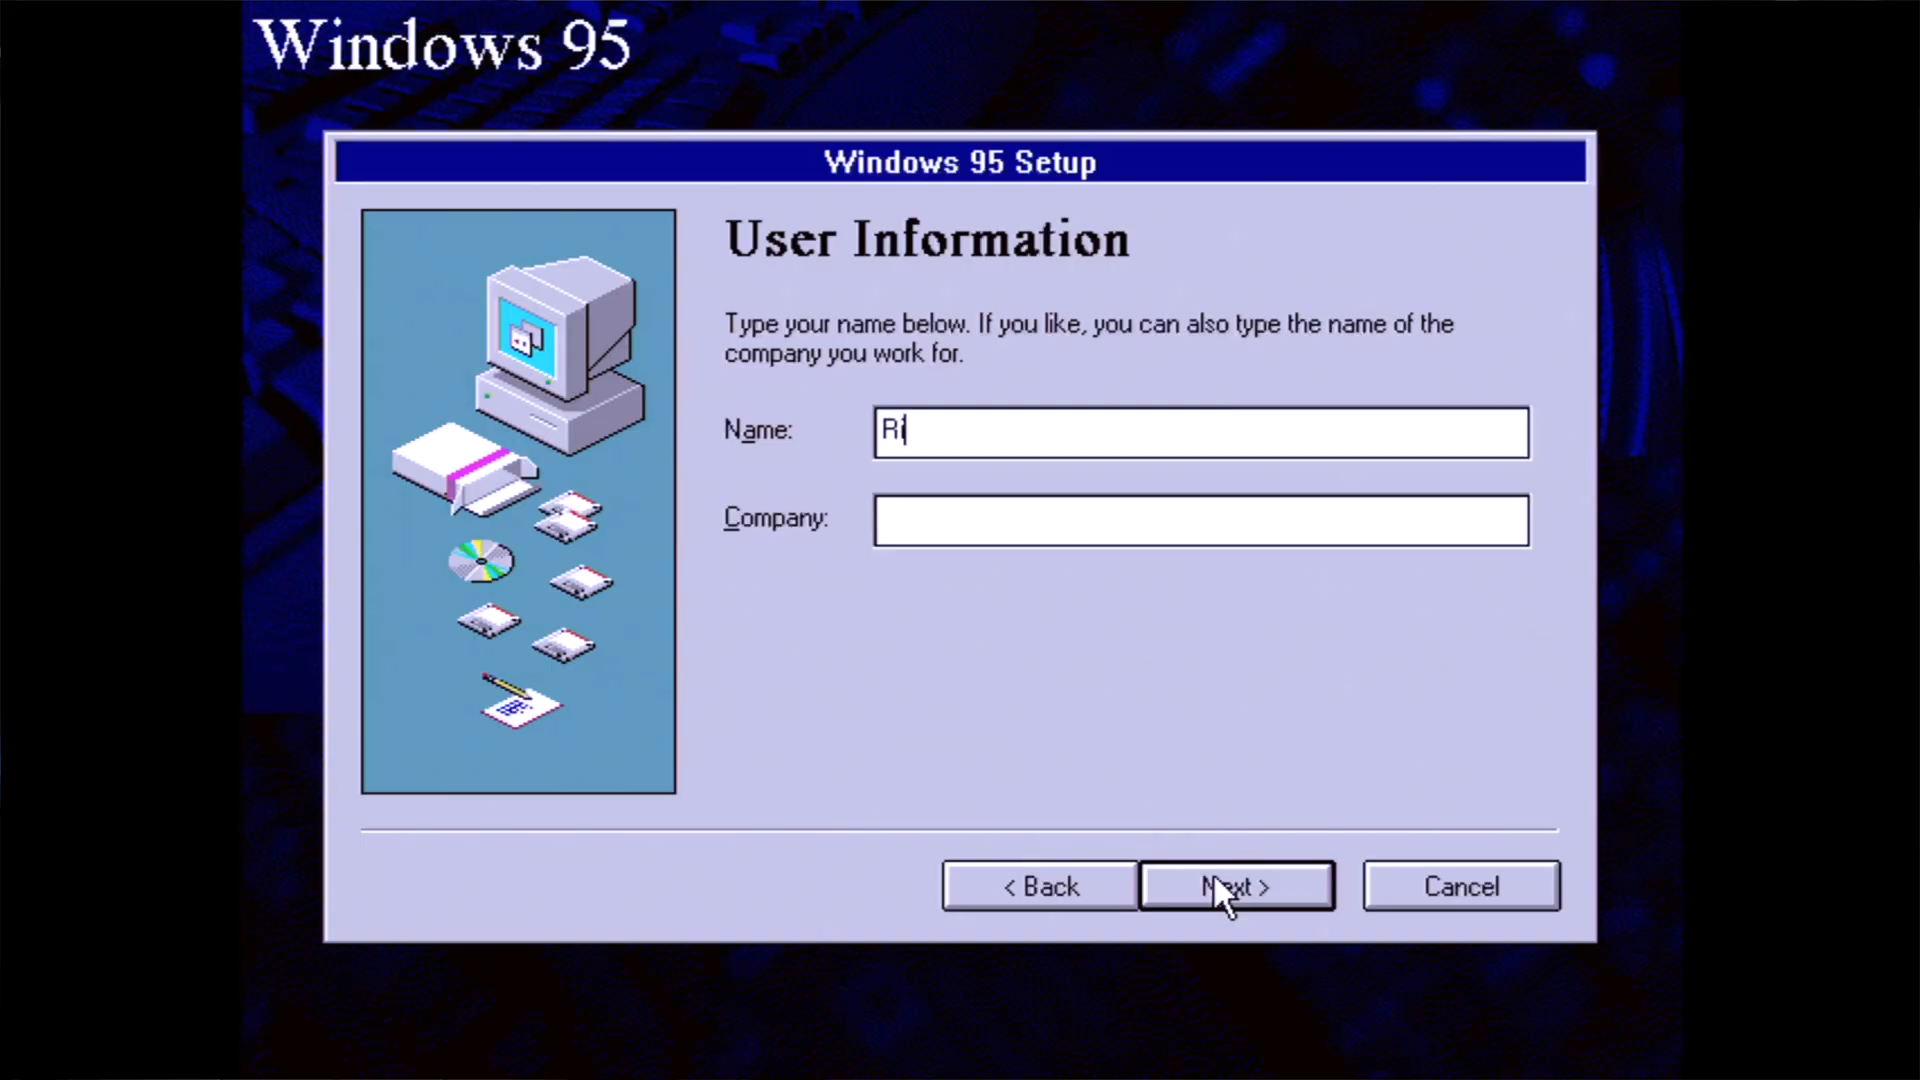 Windows 95
Windows 95 Setup
User Information
Type your name below. If you like, you can also type the name of the
company you work for.
Name: Ri
Company:
< Back Next > Cancel